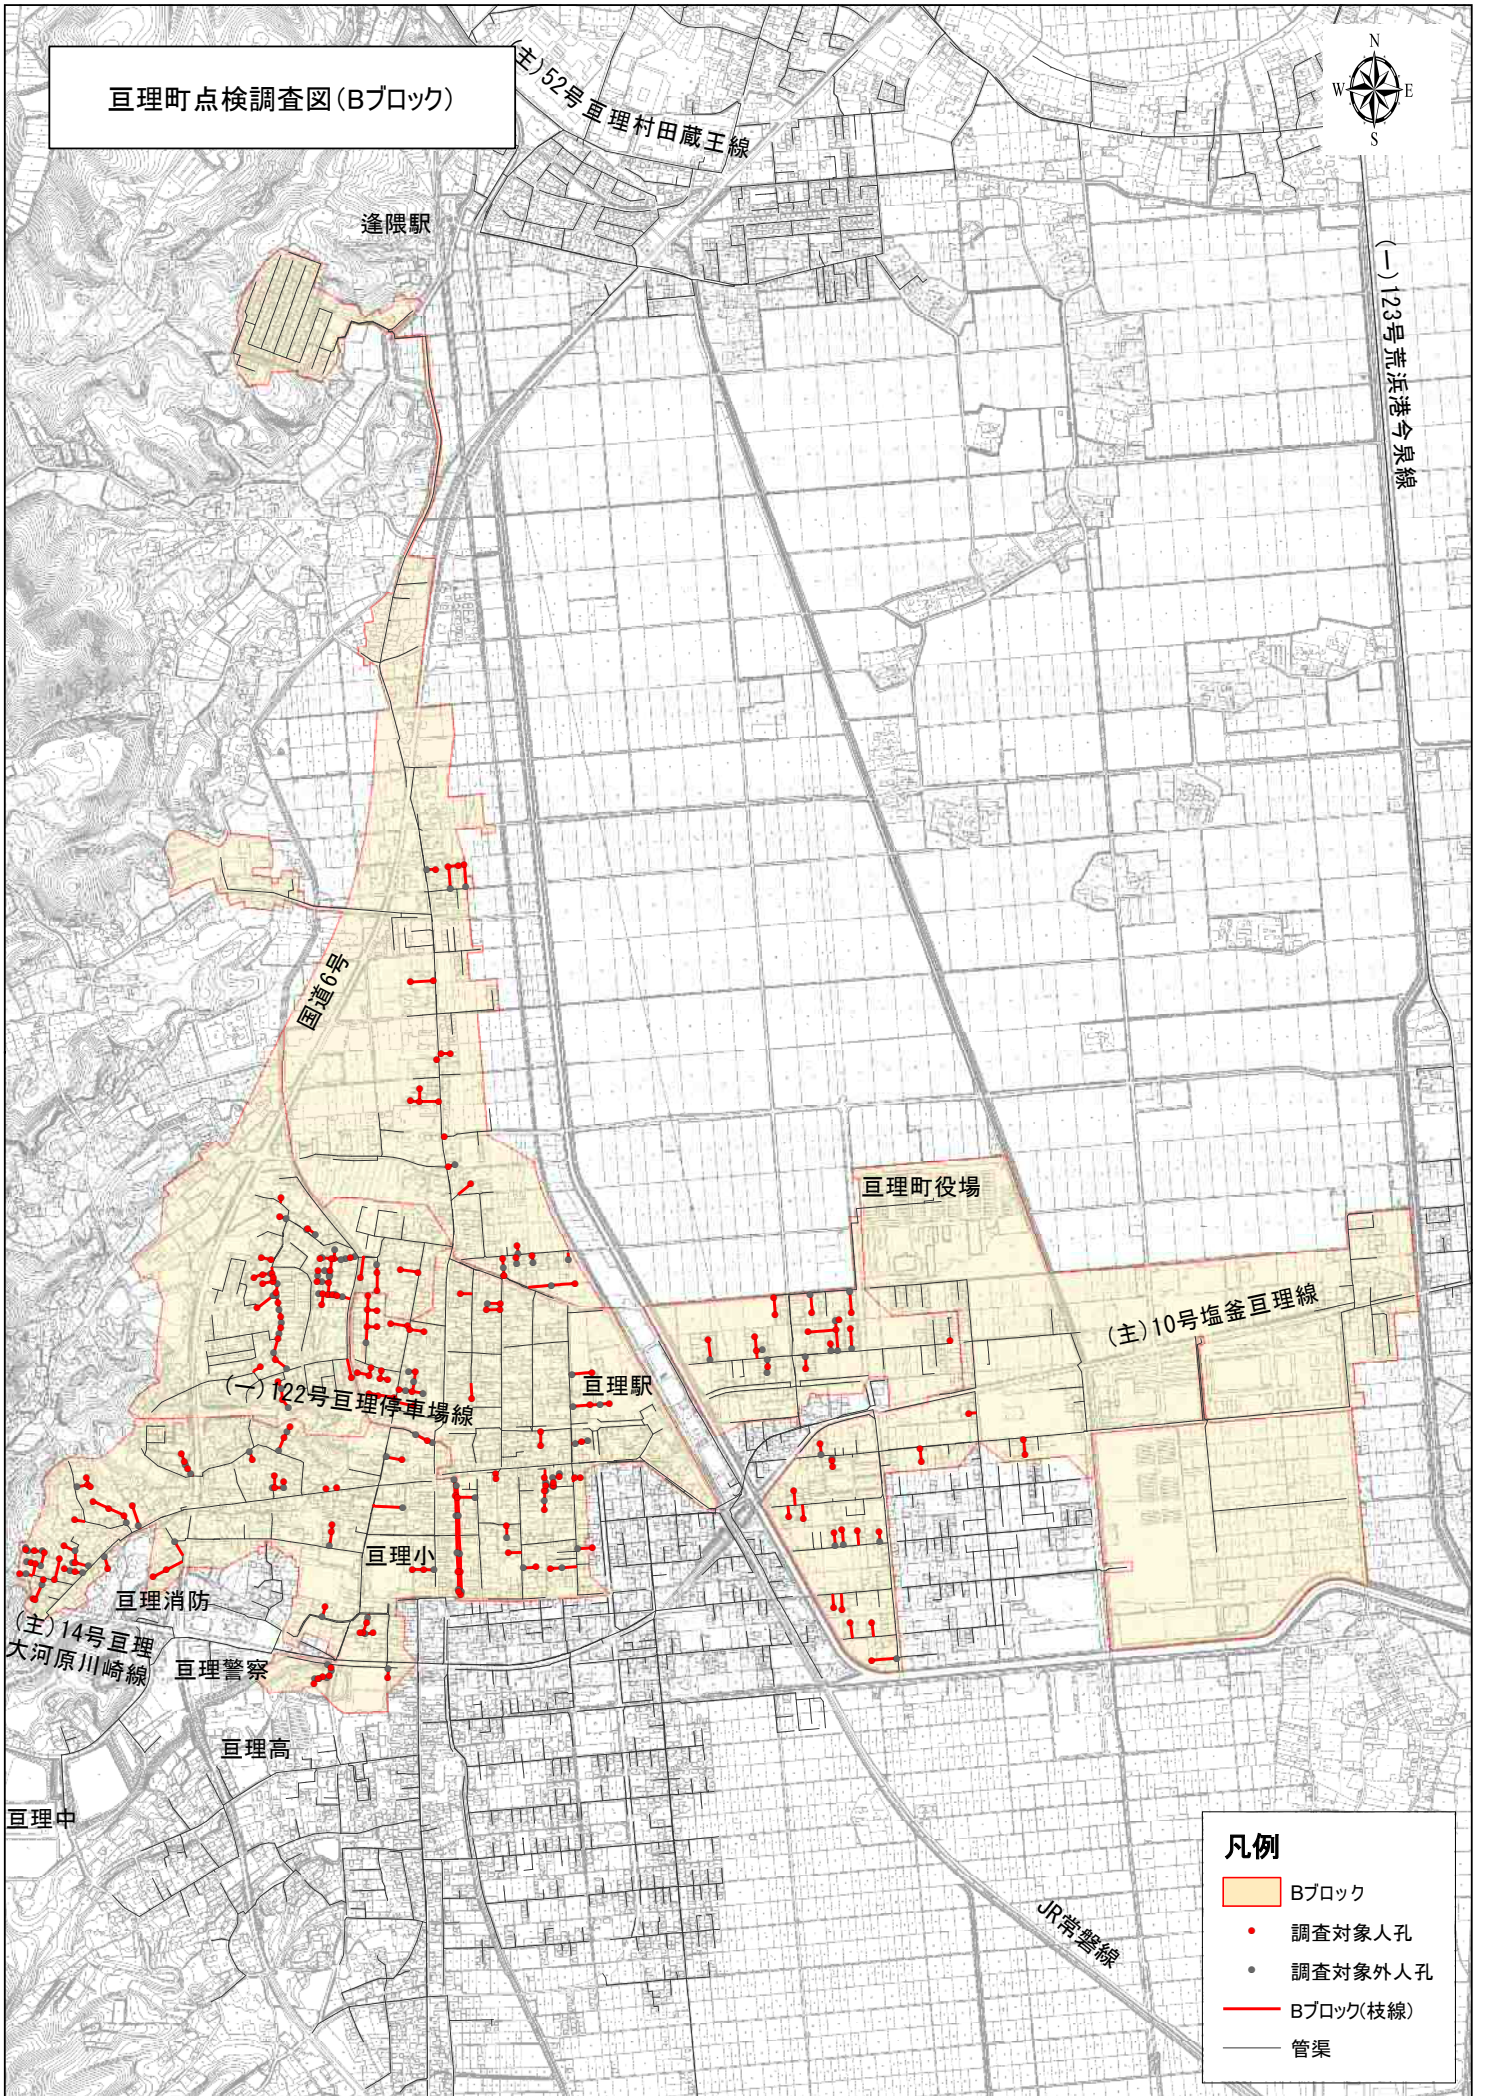 亘理町点検調査図(Bブロック)
N
W E
S
(主)52号亘理村田蔵王線
逢隈駅
(一)123号荒浜港今泉線
国道6号
亘理町役場
(主)10号塩釜亘理線
(一)122号亘理停車場線
亘理駅
亘理小
亘理消防
(主)14号亘理
大河原川崎線
亘理警察
亘理高
亘理中
JR常磐線
凡例
Bブロック
調査対象人孔
調査対象外人孔
Bブロック(枝線)
管渠